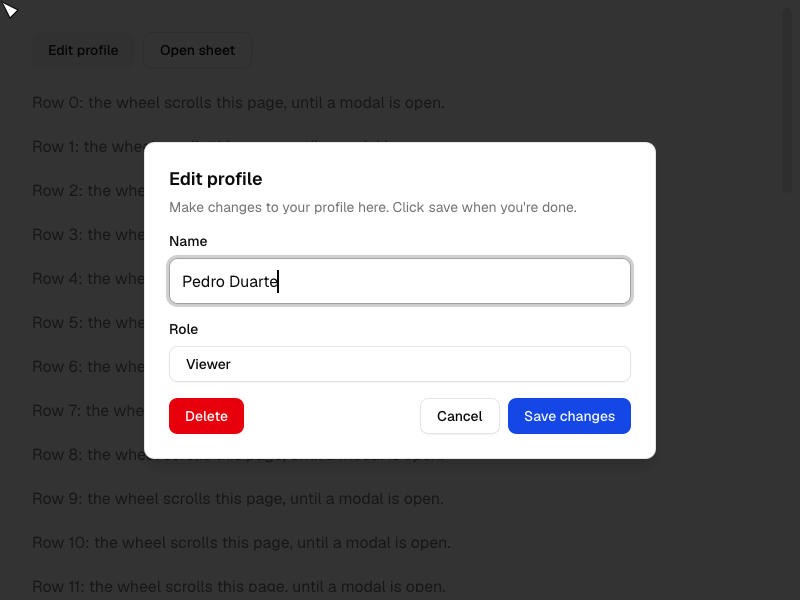 Edit profile
Open sheet
Row 0: the wheel scrolls this page, until a modal is open.
Row 1: the whe
Row 2: the whe
Row 3: the whe
Row 4: the whe
Row 5: the whe
Row 6: the whe
Row 7: the whe
Row 8: the whe
Edit profile
Make changes to your profile here. Click save when you're done.
Name
Pedro Duarte
Role
Viewer
Delete
Cancel
Save changes
Row 9: the wheel scrolls this page, until a modal is open.
Row 10: the wheel scrolls this page, until a modal is open.
Row 11: the wheel scrolls this page, until a modal is open.